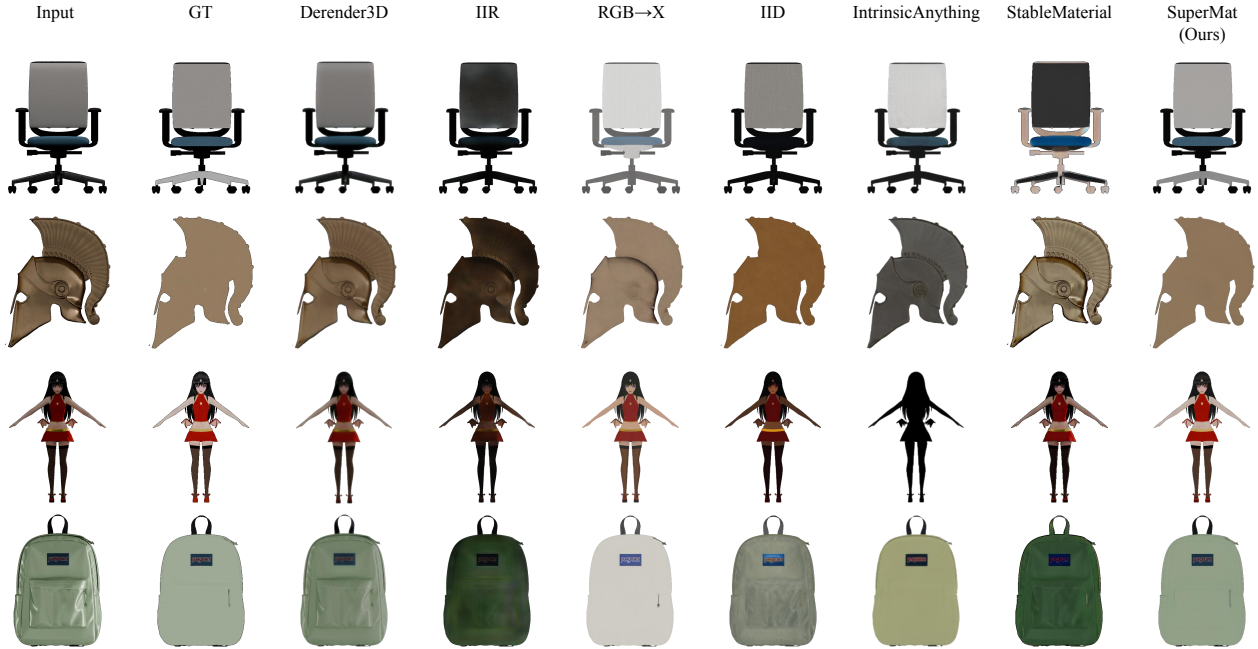 Input GT Derender3D IIR RGB→X IID IntrinsicAnything StableMaterial SuperMat
(Ours)